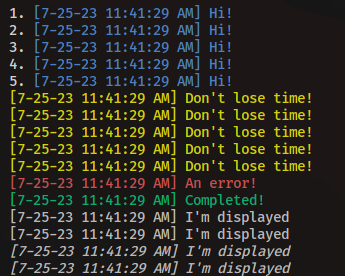 1. [7-25-23 11:41:29 AM] Hi!
2. [7-25-23 11:41:29 AM] Hi!
3. [7-25-23 11:41:29 AM] Hi!
4. [7-25-23 11:41:29 AM] Hi!
5. [7-25-23 11:41:29 AM] Hi!
[7-25-23 11:41:29 AM] Don't lose time!
[7-25-23 11:41:29 AM] Don't lose time!
[7-25-23 11:41:29 AM] Don't lose time!
[7-25-23 11:41:29 AM] Don't lose time!
[7-25-23 11:41:29 AM] Don't lose time!
[7-25-23 11:41:29 AM] An error!
[7-25-23 11:41:29 AM] Completed!
[7-25-23 11:41:29 AM] I'm displayed
[7-25-23 11:41:29 AM] I'm displayed
[7-25-23 11:41:29 AM] I'm displayed
[7-25-23 11:41:29 AM] I'm displayed